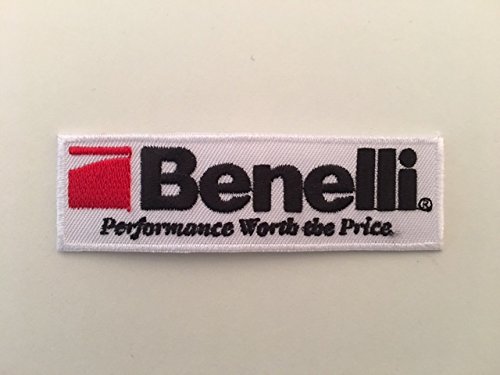 Benelli®
Performance Worth the Price.